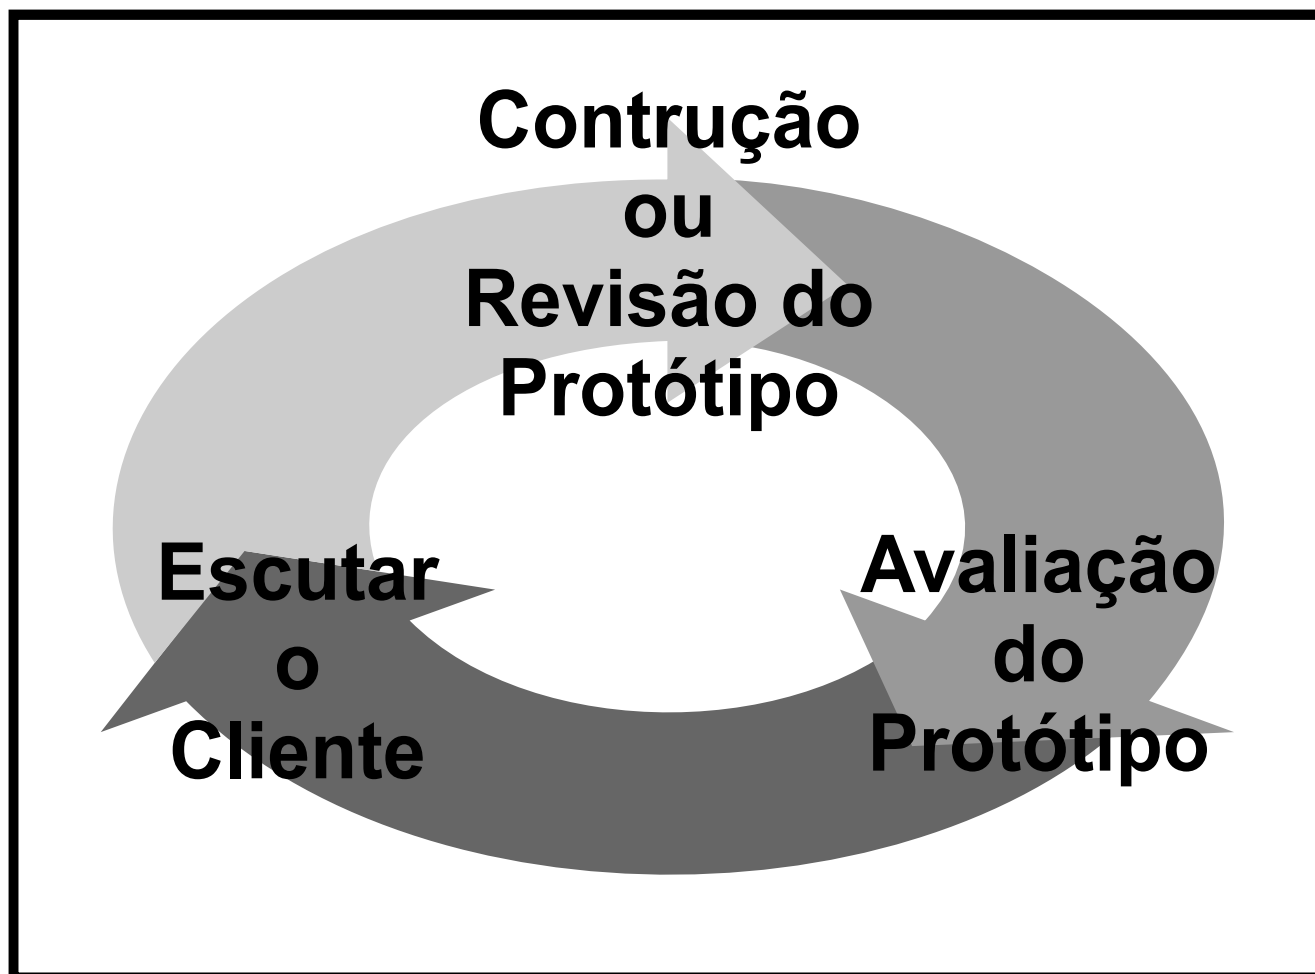 Contrução
ou
Revisão do
Protótipo
Escutar
o
Cliente
Avaliação
do
Protótipo